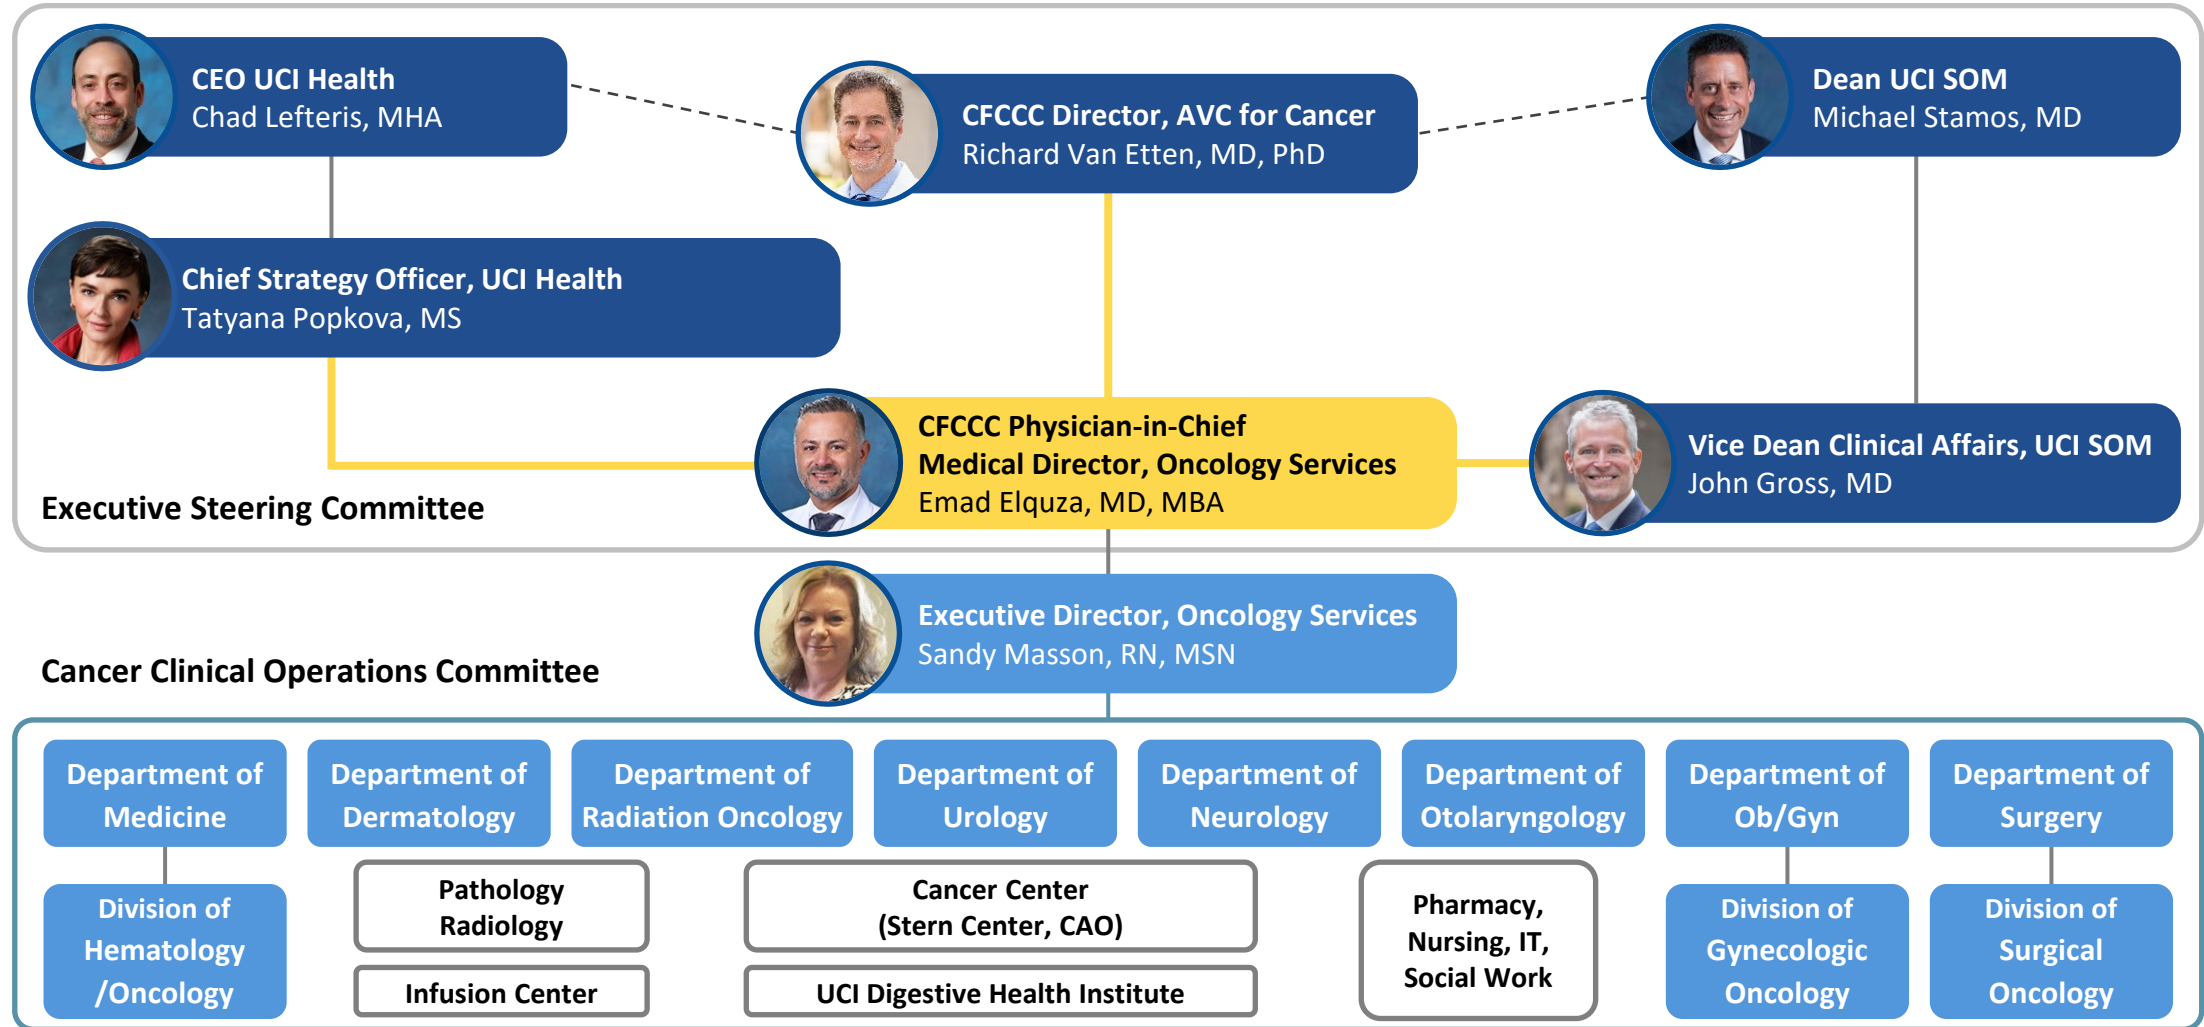 CEO UCI Health
Chad Lefteris, MHA
CFCCC Director, AVC for Cancer
Richard Van Etten, MD, PhD
Dean UCI SOM
Michael Stamos, MD
Chief Strategy Officer, UCI Health
Tatyana Popkova, MS
CFCCC Physician-in-Chief
Medical Director, Oncology Services
Emad Elquza, MD, MBA
Vice Dean Clinical Affairs, UCI SOM
John Gross, MD
Executive Steering Committee
Executive Director, Oncology Services
Sandy Masson, RN, MSN
Cancer Clinical Operations Committee
Department of
Medicine
Department of
Dermatology
Department of
Radiation Oncology
Department of
Urology
Department of
Neurology
Department of
Otolaryngology
Department of
Ob/Gyn
Department of
Surgery
Division of
Hematology
/Oncology
Pathology
Radiology
Infusion Center
Cancer Center
(Stern Center, CAO)
UCI Digestive Health Institute
Pharmacy,
Nursing, IT,
Social Work
Division of
Gynecologic
Oncology
Division of
Surgical
Oncology